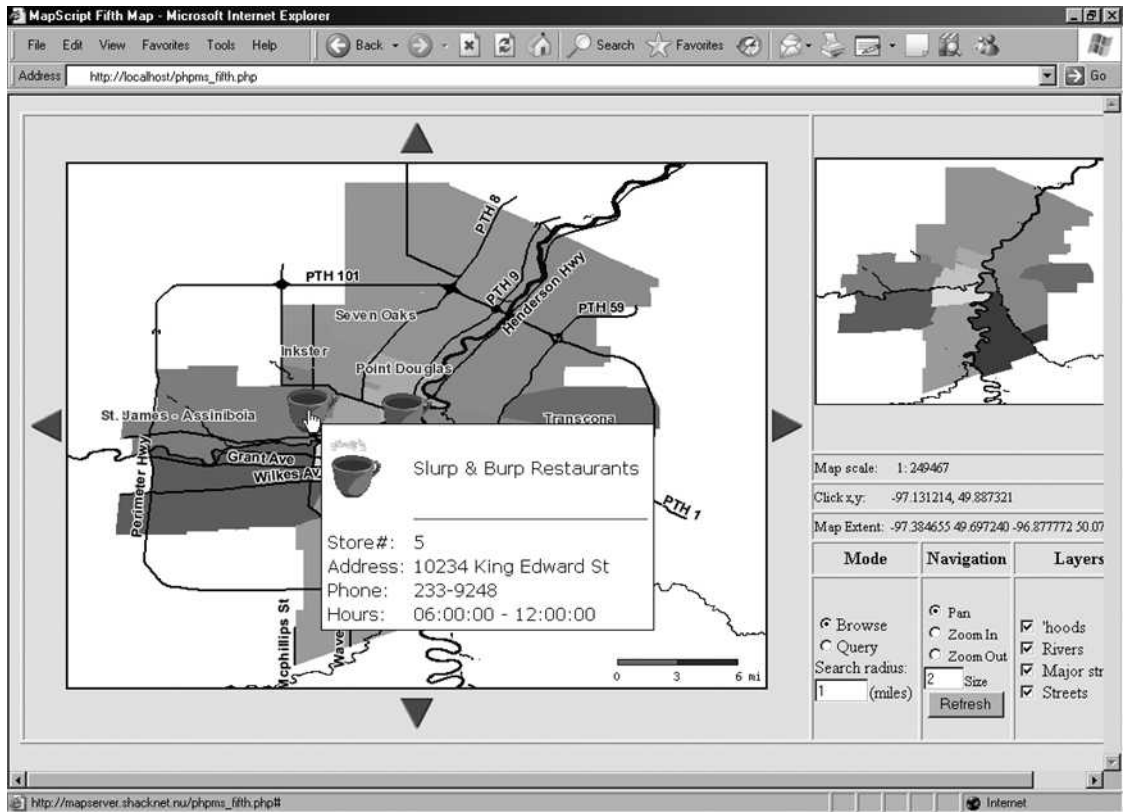 MapScript Fifth Map - Microsoft Internet Explorer
File Edit View Favorites Tools Help
Back Search Favorites
Address http://localhost/phpms_fifth.php Go
PTH 8
PTH 101
PTH 9
Henderson Hwy
PTH 59
Seven Oaks
Inkster
Point Douglas
St. James - Assiniboia
Transcona
Perimeter Hwy
Grant Ave
Wilkes Av
PTH 1
Mcphillips St
Wave
Slurp & Burp Restaurants
Store#: 5
Address: 10234 King Edward St
Phone: 233-9248
Hours: 06:00:00 - 12:00:00
0 3 6 mi
Map scale: 1: 249467
Click x,y: -97.131214, 49.887321
Map Extent: -97.384655 49.697240 -96.877772 50.07
Mode Navigation Layers
Browse
Query
Search radius:
1 (miles)
Pan
Zoom In
Zoom Out
2 Size
Refresh
'hoods
Rivers
Major str
Streets
http://mapserver.shacknet.nu/phpms_fifth.php#
Internet